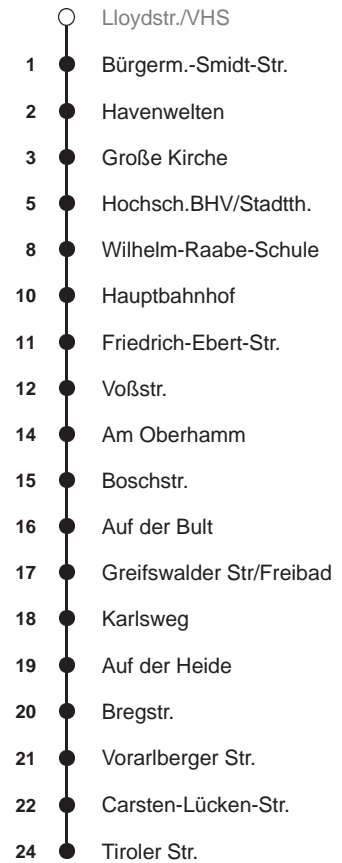 Lloydstr./VHS
1 Bürgerm.-Smidt-Str.
2 Havenwelten
3 Große Kirche
5 Hochsch.BHV/Stadtth.
8 Wilhelm-Raabe-Schule
10 Hauptbahnhof
11 Friedrich-Ebert-Str.
12 Voßstr.
14 Am Oberhamm
15 Boschstr.
16 Auf der Bult
17 Greifswalder Str/Freibad
18 Karlsweg
19 Auf der Heide
20 Bregstr.
21 Vorarlberger Str.
22 Carsten-Lücken-Str.
24 Tiroler Str.